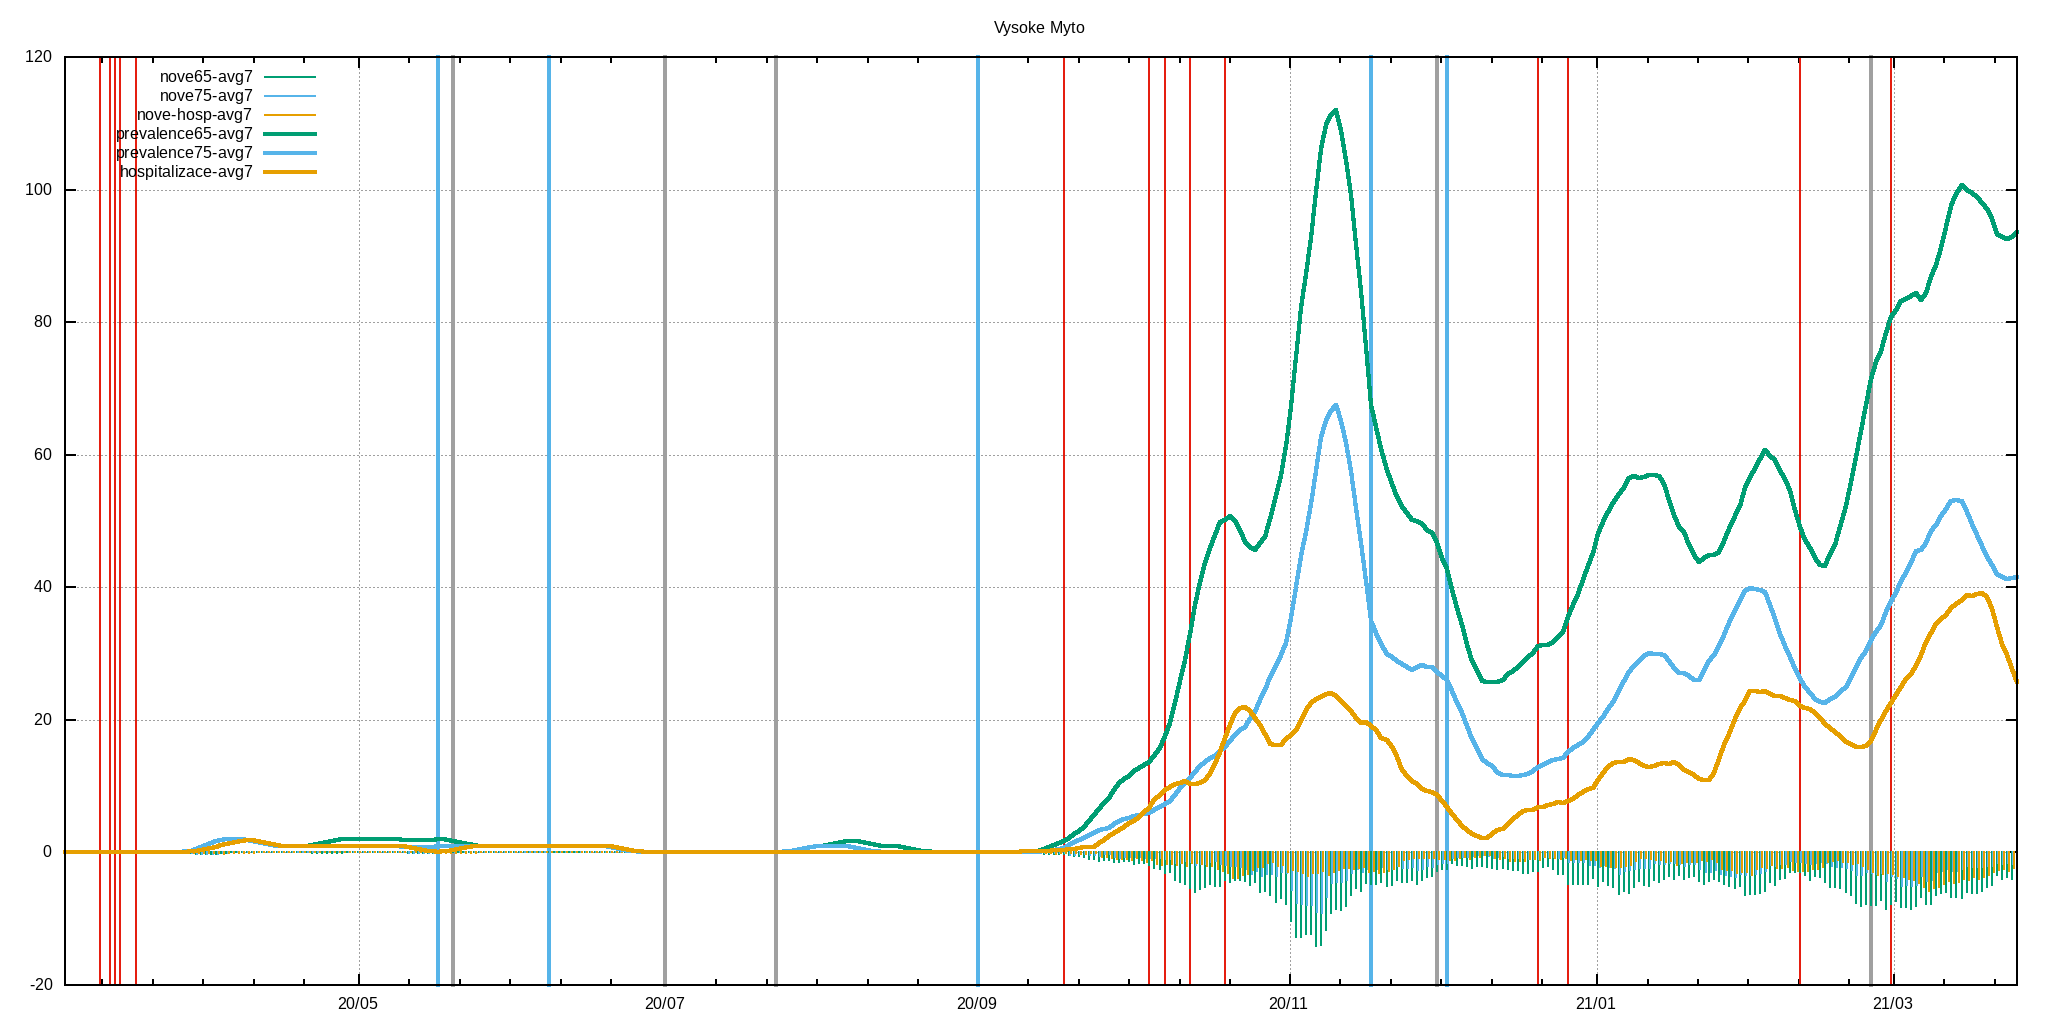 Vysoke Myto
120
100
80
60
40
20
0
-20
nove65-avg7
nove75-avg7
nove-hosp-avg7
prevalence65-avg7
prevalence75-avg7
hospitalizace-avg7
20/05
20/07
20/09
20/11
21/01
21/03